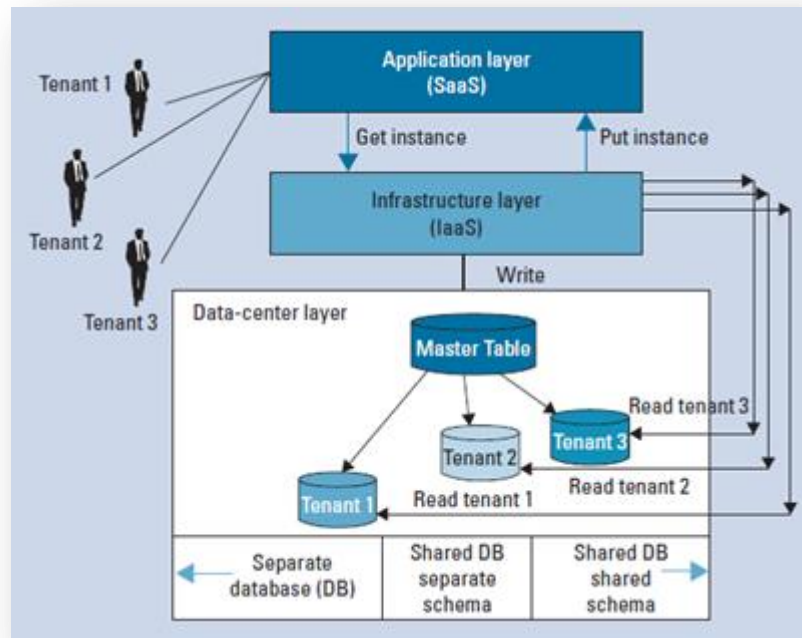 Application layer
(SaaS)
Tenant 1
Get instance
Put instance
Tenant 2
Infrastructure layer
(IaaS)
Tenant 3
Write
Data-center layer
Master Table
Read tenant 3
Tenant 3
Tenant 2
Read tenant 2
Tenant 1
Read tenant 1
Separate
database (DB)
Shared DB
separate
schema
Shared DB
shared
schema